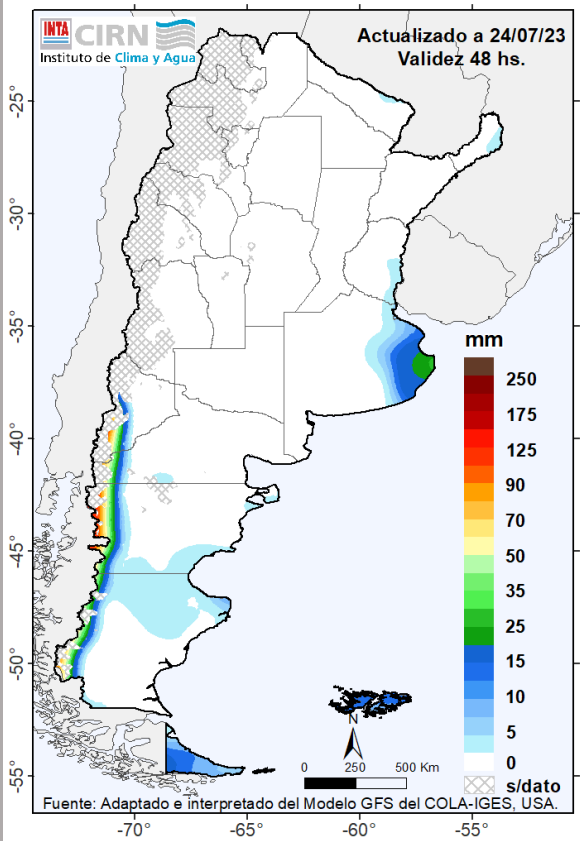 INTA CIRN
Instituto de Clima y Agua
Actualizado a 24/07/23
Validez 48 hs.
-25°
-30°
-35°
-40°
-45°
-50°
-55°
mm
250
175
125
90
70
50
35
25
15
10
5
0
s/dato
N
0 250 500 Km
Fuente: Adaptado e interpretado del Modelo GFS del COLA-IGES, USA.
-70° -65° -60° -55°